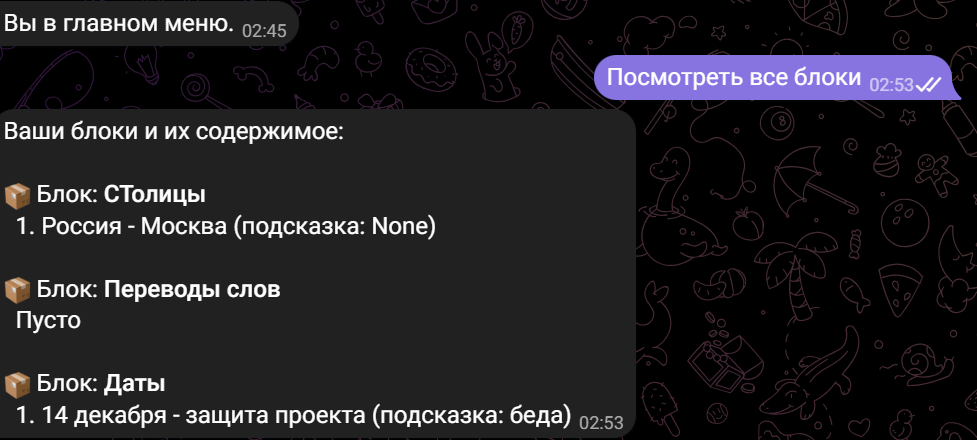 Вы в главном меню. 02:45
Посмотреть все блоки 02:53
Ваши блоки и их содержимое:
Блок: СТолицы
1. Россия - Москва (подсказка: None)
Блок: Переводы слов
Пусто
Блок: Даты
1. 14 декабря - защита проекта (подсказка: беда) 02:53